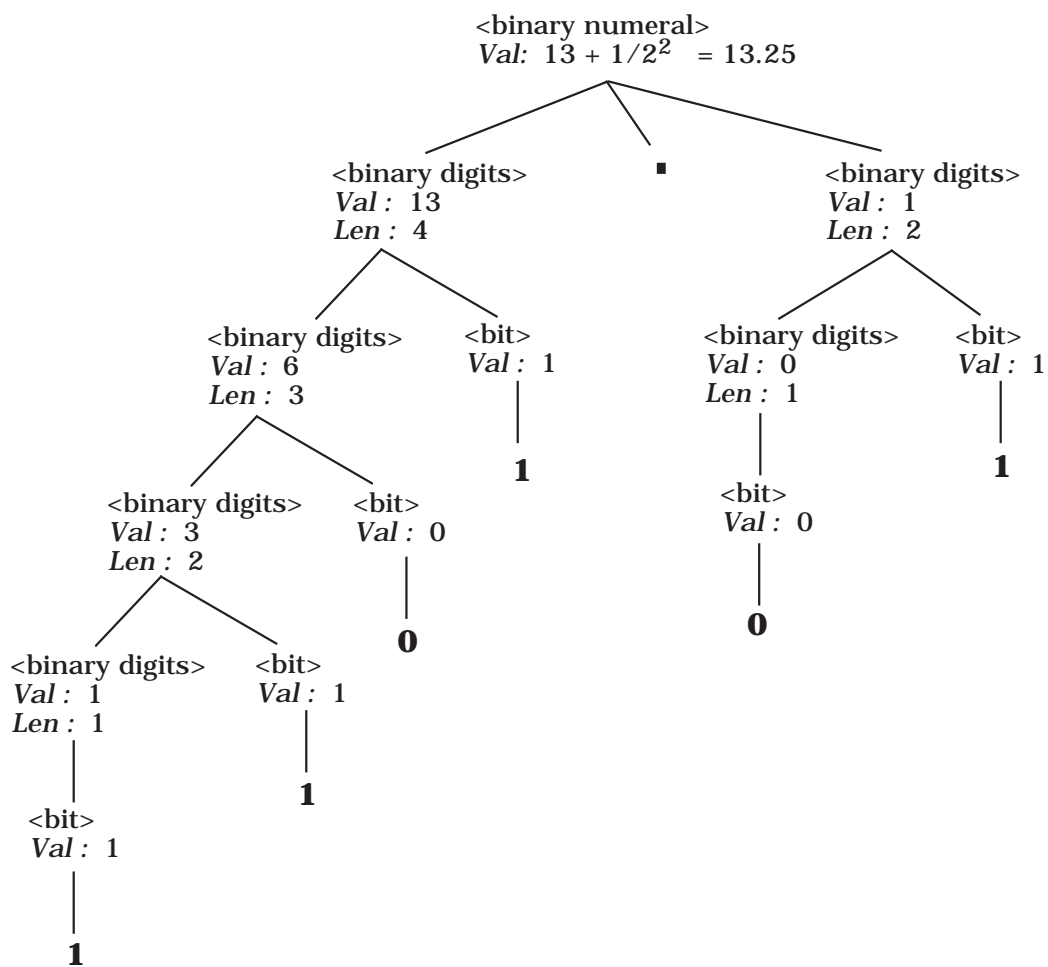 <binary numeral>
Val: 13 + 1/2² = 13.25
<binary digits>
Val : 13
Len : 4
.
<binary digits>
Val : 1
Len : 2
<binary digits>
Val : 6
Len : 3
<bit>
Val : 1
1
<binary digits>
Val : 0
Len : 1
<bit>
Val : 1
1
<binary digits>
Val : 3
Len : 2
<bit>
Val : 0
0
<bit>
Val : 0
0
<binary digits>
Val : 1
Len : 1
<bit>
Val : 1
1
<bit>
Val : 1
1